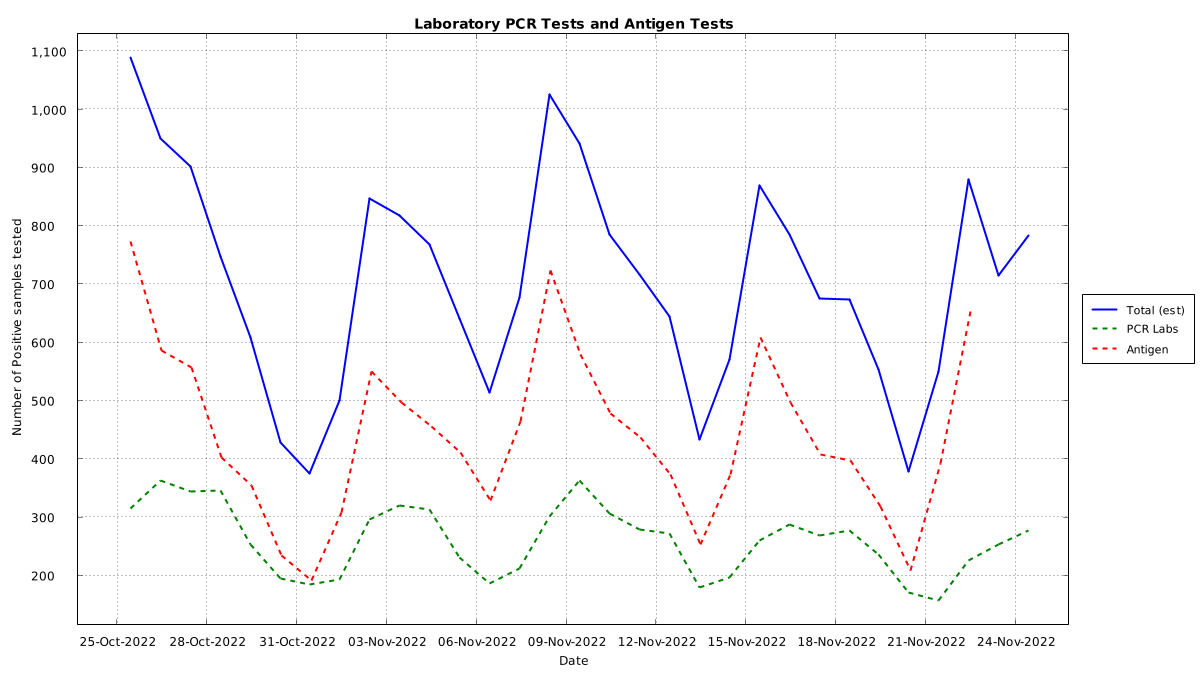 Laboratory PCR Tests and Antigen Tests
1,100
1,000
900
800
700
600
500
400
300
200
Number of Positive samples tested
25-Oct-2022 28-Oct-2022 31-Oct-2022 03-Nov-2022 06-Nov-2022 09-Nov-2022 12-Nov-2022 15-Nov-2022 18-Nov-2022 21-Nov-2022 24-Nov-2022
Date
Total (est)
PCR Labs
Antigen